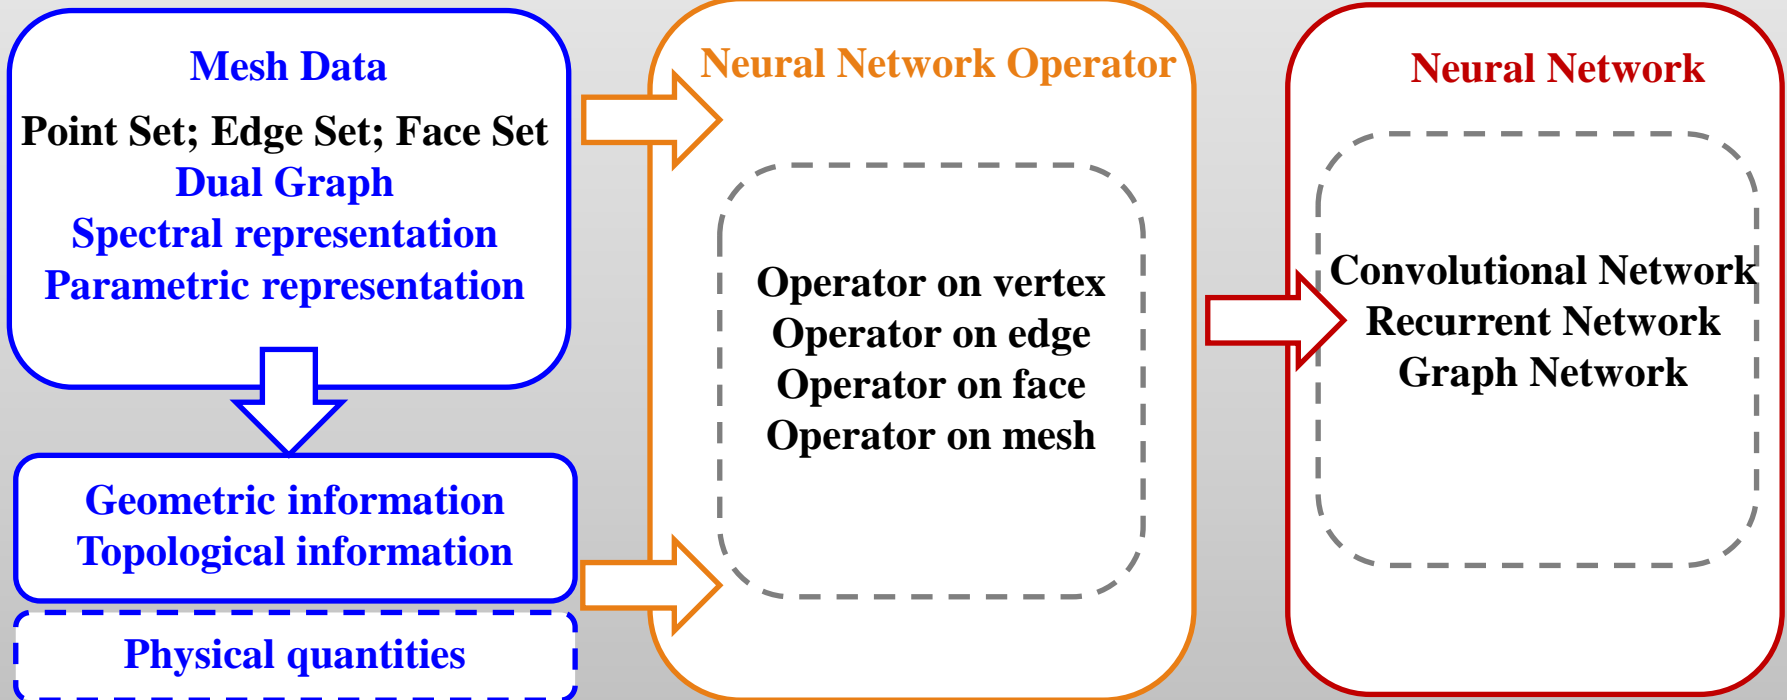 Mesh Data
Point Set; Edge Set; Face Set
Dual Graph
Spectral representation
Parametric representation
Geometric information
Topological information
Physical quantities
Neural Network Operator
Operator on vertex
Operator on edge
Operator on face
Operator on mesh
Neural Network
Convolutional Network
Recurrent Network
Graph Network